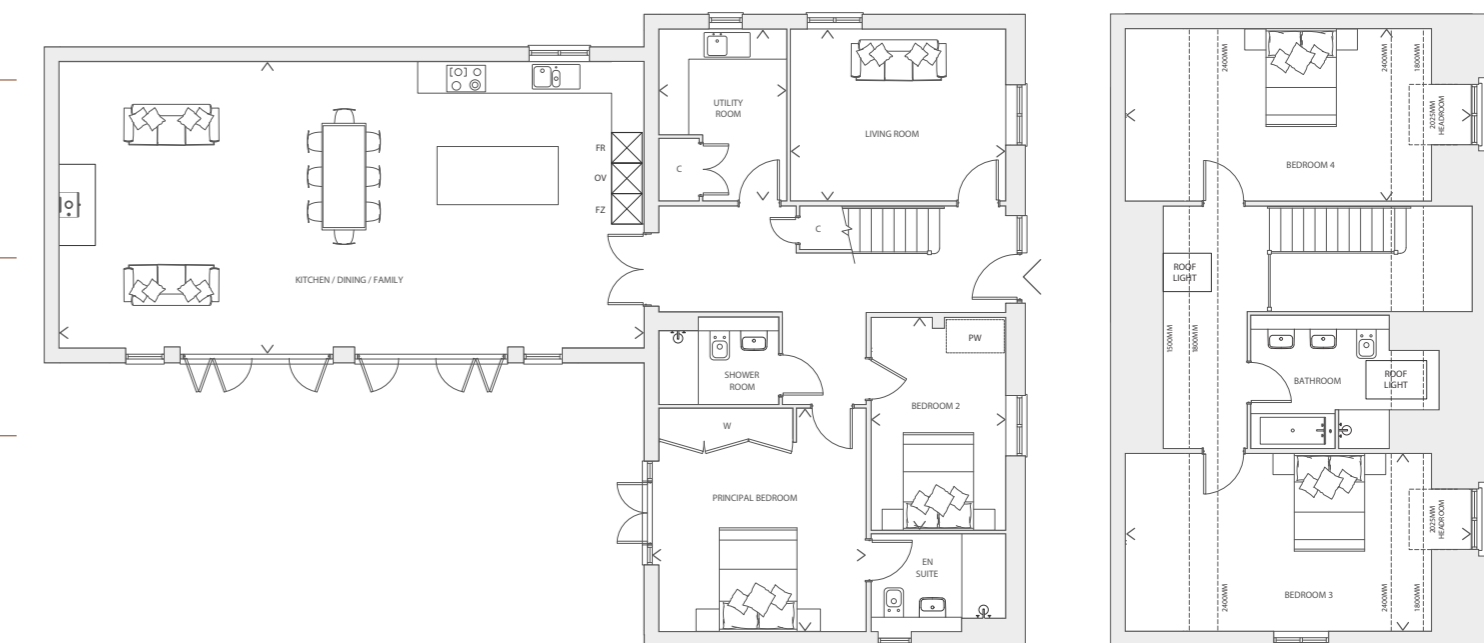 UTILITY
ROOM
LIVING ROOM
C
FR
OV
FZ
C
KITCHEN / DINING / FAMILY
SHOWER
ROOM
PW
BEDROOM 2
W
PRINCIPAL BEDROOM
EN
SUITE
2400MM
2400MM
1800MM
2025MM
HEADROOM
BEDROOM 4
ROOF
LIGHT
1500MM
1800MM
BATHROOM
ROOF
LIGHT
2025MM
HEADROOM
2400MM
2400MM
1800MM
BEDROOM 3